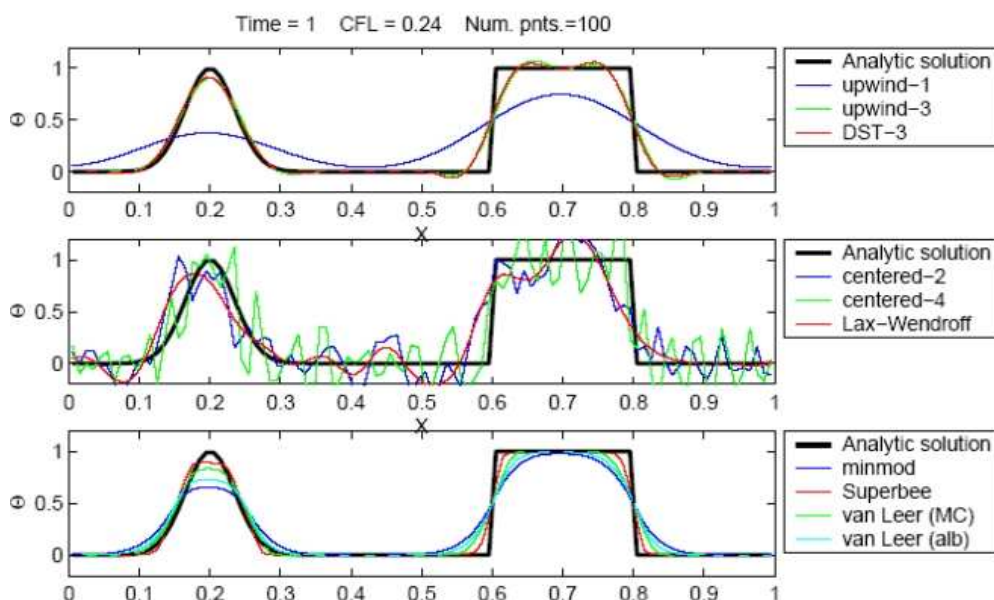 Time = 1 CFL = 0.24 Num. pnts.=100
1
0.5
0
Θ
0 0.1 0.2 0.3 0.4 0.5 0.6 0.7 0.8 0.9 1
X
Analytic solution
upwind-1
upwind-3
DST-3
1
0.5
0
Θ
0 0.1 0.2 0.3 0.4 0.5 0.6 0.7 0.8 0.9 1
X
Analytic solution
centered-2
centered-4
Lax-Wendroff
1
0.5
0
Θ
0 0.1 0.2 0.3 0.4 0.5 0.6 0.7 0.8 0.9 1
Analytic solution
minmod
Superbee
van Leer (MC)
van Leer (alb)